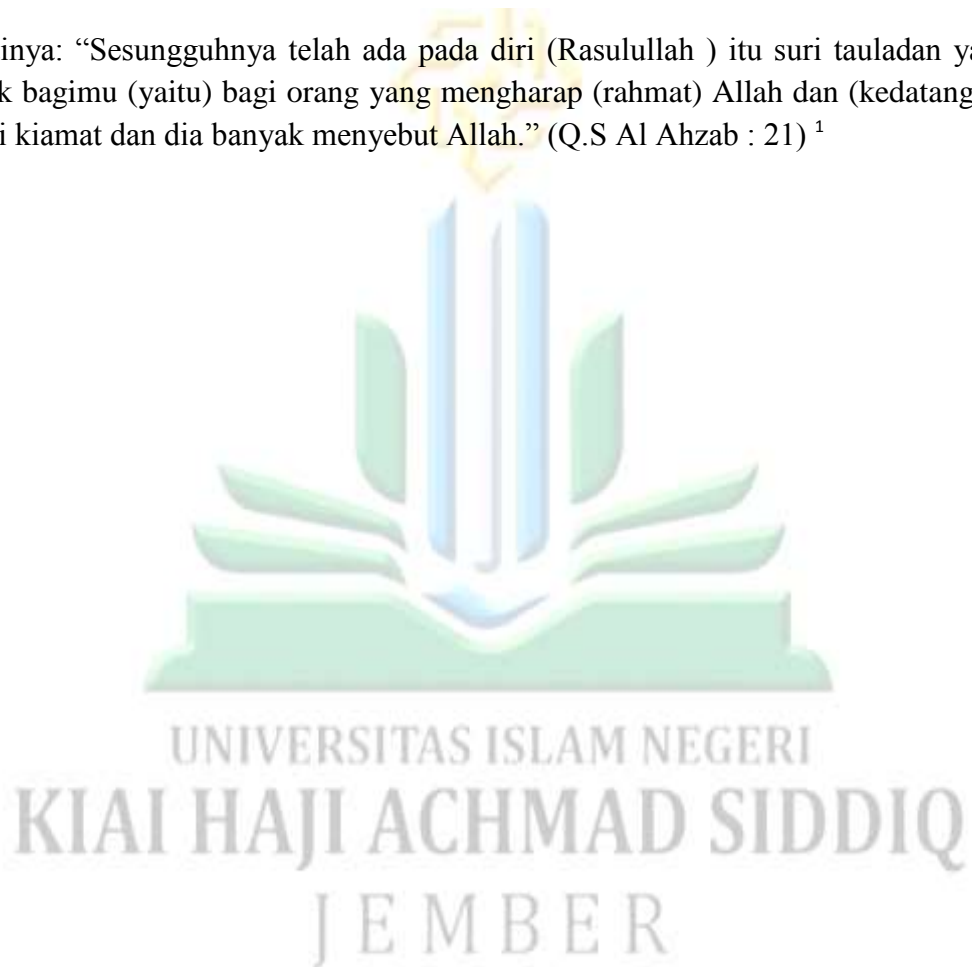 inya: “Sesungguhnya telah ada pada diri (Rasulullah ) itu suri tauladan ya
k bagimu (yaitu) bagi orang yang mengharap (rahmat) Allah dan (kedatang
i kiamat dan dia banyak menyebut Allah.” (Q.S Al Ahzab : 21) ¹
UNIVERSITAS ISLAM NEGERI
KIAI HAJI ACHMAD SIDDIQ
JEMBER